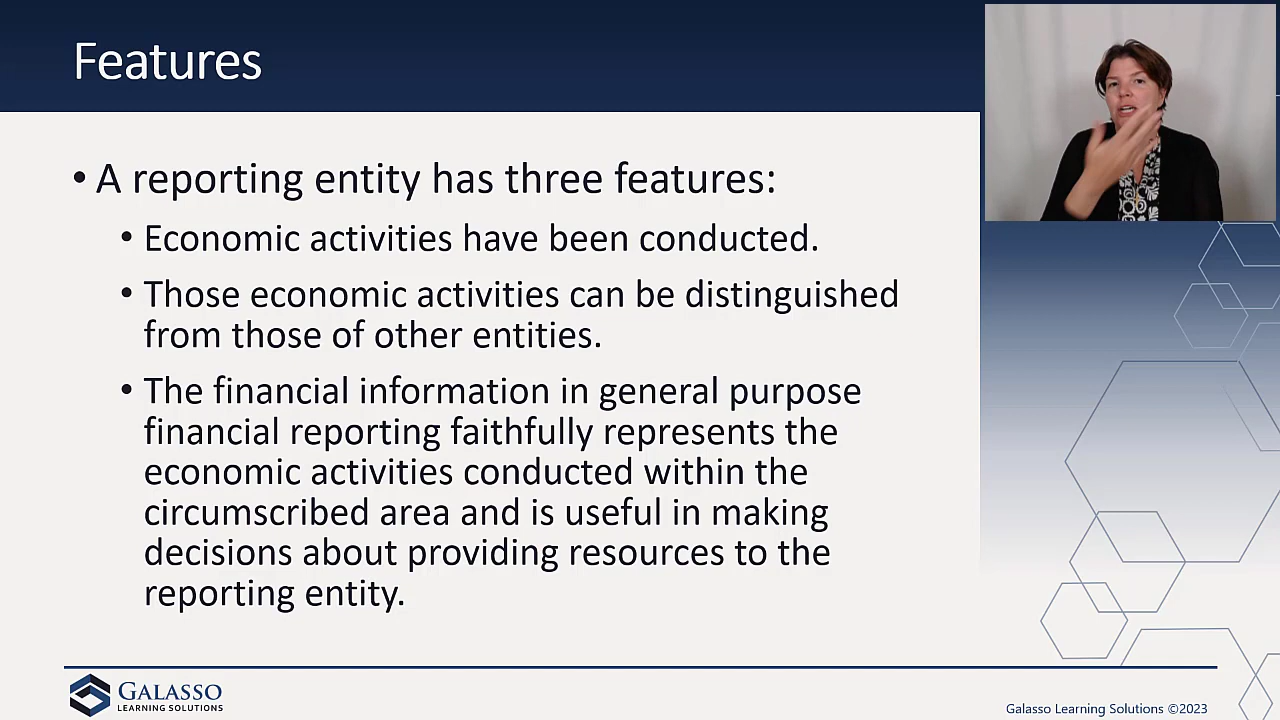 Features
• A reporting entity has three features:
• Economic activities have been conducted.
• Those economic activities can be distinguished
from those of other entities.
• The financial information in general purpose
financial reporting faithfully represents the
economic activities conducted within the
circumscribed area and is useful in making
decisions about providing resources to the
reporting entity.
GALASSO
LEARNING SOLUTIONS
Galasso Learning Solutions ©2023